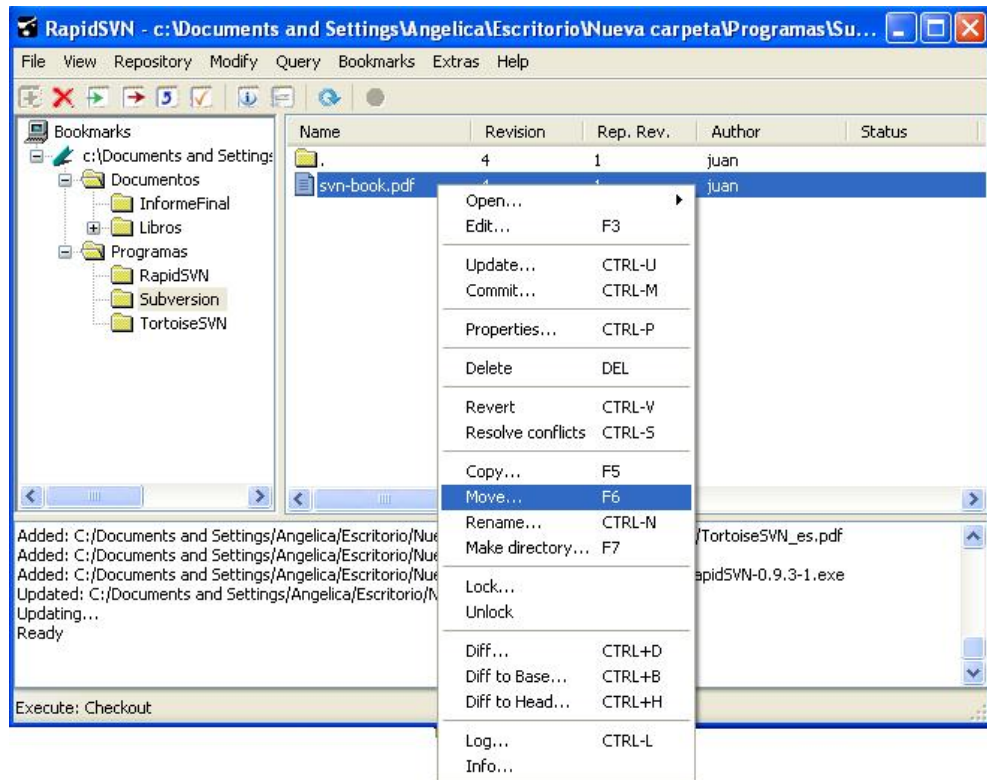 RapidSVN - c:\Documents and Settings\Angelica\Escritorio\Nueva carpeta\Programas\Su...
File View Repository Modify Query Bookmarks Extras Help
Bookmarks
c:\Documents and Settings
Documentos
InformeFinal
Libros
Programas
RapidSVN
Subversion
TortoiseSVN
Name Revision Rep. Rev. Author Status
. 4 1 juan
svn-book.pdf juan
Open...
Edit... F3
Update... CTRL-U
Commit... CTRL-M
Properties... CTRL-P
Delete DEL
Revert CTRL-V
Resolve conflicts CTRL-S
Copy... F5
Move... F6
Rename... CTRL-N
Make directory... F7
Lock...
Unlock
Diff... CTRL+D
Diff to Base... CTRL+B
Diff to Head... CTRL+H
Log... CTRL-L
Info...
Added: C:/Documents and Settings/Angelica/Escritorio/Nue /TortoiseSVN_es.pdf
Added: C:/Documents and Settings/Angelica/Escritorio/Nue
Added: C:/Documents and Settings/Angelica/Escritorio/Nue apidSVN-0.9.3-1.exe
Updated: C:/Documents and Settings/Angelica/Escritorio/N
Updating...
Ready
Execute: Checkout